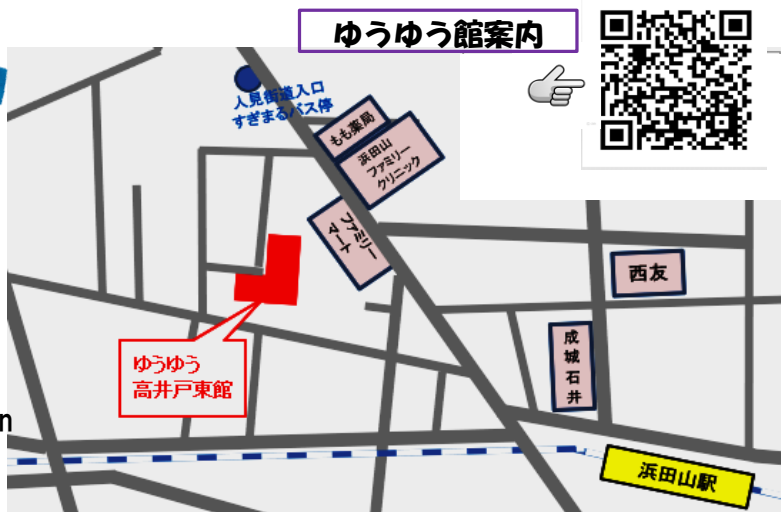 ゆうゆう館案内
人見街道入口
すぎまるバス停
もも薬局
浜田山
ファミリー
クリニック
ファミリー
マート
西友
成城石井
ゆうゆう
高井戸東館
n
浜田山駅